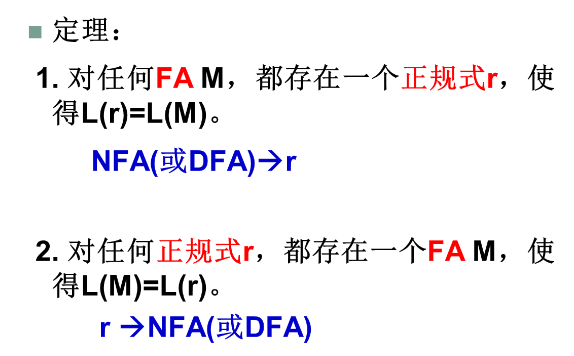 ■ 定理：
1. 对任何FA M，都存在一个正规式r，使
得L(r)=L(M)。
NFA(或DFA)→r
2. 对任何正规式r，都存在一个FA M，使
得L(M)=L(r)。
r →NFA(或DFA)